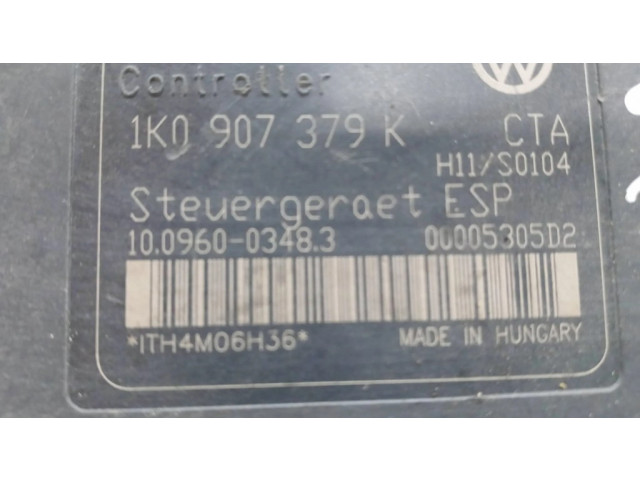 Controller
1K0 907 379 K CTA
H11/S0104
Steuergeraet ESP
10.0960-0348.3 00005305D2
*ITH4M06H36*
MADE IN HUNGARY